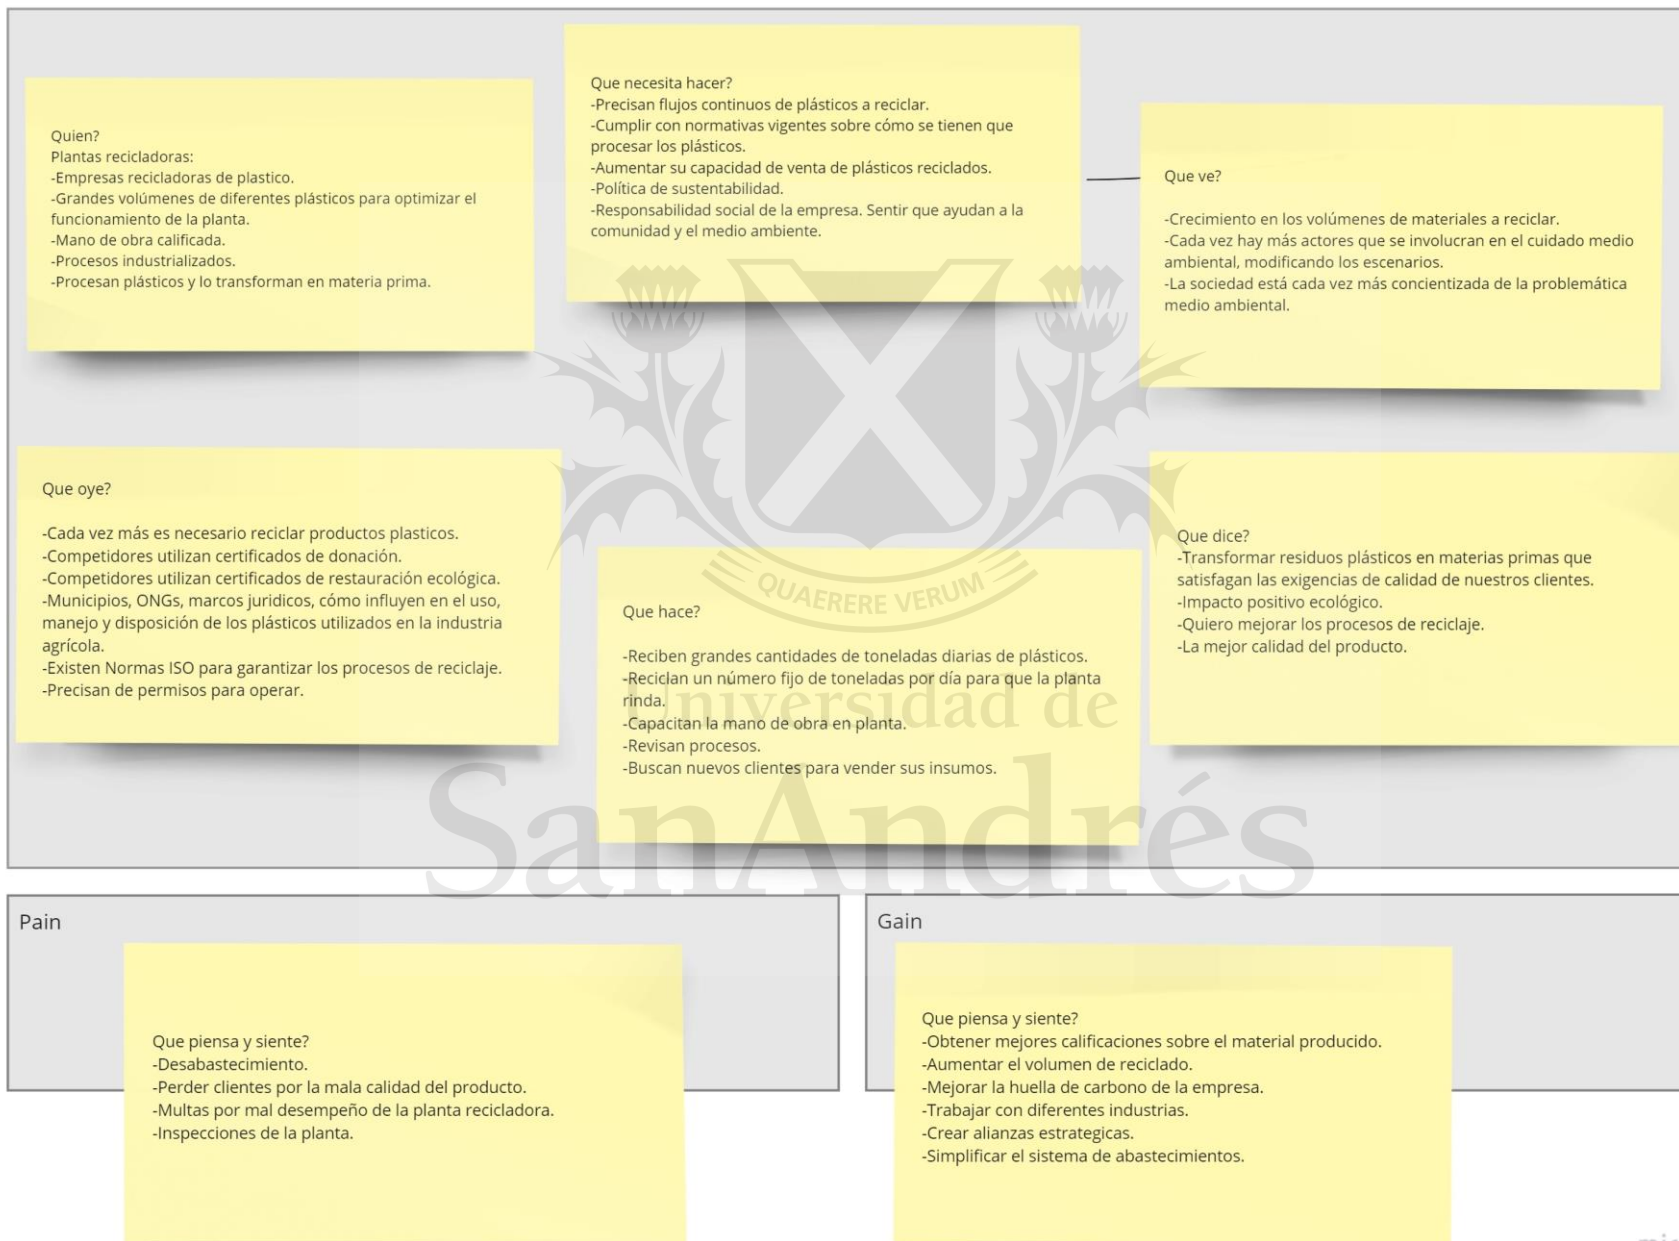 Quien?
Plantas recicladoras:
-Empresas recicladoras de plastico.
-Grandes volúmenes de diferentes plásticos para optimizar el
funcionamiento de la planta.
-Mano de obra calificada.
-Procesos industrializados.
-Procesan plásticos y lo transforman en materia prima.
Que necesita hacer?
-Precisan flujos continuos de plásticos a reciclar.
-Cumplir con normativas vigentes sobre cómo se tienen que
procesar los plásticos.
-Aumentar su capacidad de venta de plásticos reciclados.
-Política de sustentabilidad.
-Responsabilidad social de la empresa. Sentir que ayudan a la
comunidad y el medio ambiente.
Que ve?
-Crecimiento en los volúmenes de materiales a reciclar.
-Cada vez hay más actores que se involucran en el cuidado medio
ambiental, modificando los escenarios.
-La sociedad está cada vez más concientizada de la problemática
medio ambiental.
Que oye?
-Cada vez más es necesario reciclar productos plasticos.
-Competidores utilizan certificados de donación.
-Competidores utilizan certificados de restauración ecológica.
-Municipios, ONGs, marcos juridicos, cómo influyen en el uso,
manejo y disposición de los plásticos utilizados en la industria
agrícola.
-Existen Normas ISO para garantizar los procesos de reciclaje.
-Precisan de permisos para operar.
Que hace?
-Reciben grandes cantidades de toneladas diarias de plásticos.
-Reciclan un número fijo de toneladas por día para que la planta
rinda.
-Capacitan la mano de obra en planta.
-Revisan procesos.
-Buscan nuevos clientes para vender sus insumos.
Que dice?
-Transformar residuos plásticos en materias primas que
satisfagan las exigencias de calidad de nuestros clientes.
-Impacto positivo ecológico.
-Quiero mejorar los procesos de reciclaje.
-La mejor calidad del producto.
QUAERERE VERUM
Universidad de
SanAndrés
Pain
Que piensa y siente?
-Desabastecimiento.
-Perder clientes por la mala calidad del producto.
-Multas por mal desempeño de la planta recicladora.
-Inspecciones de la planta.
Gain
Que piensa y siente?
-Obtener mejores calificaciones sobre el material producido.
-Aumentar el volumen de reciclado.
-Mejorar la huella de carbono de la empresa.
-Trabajar con diferentes industrias.
-Crear alianzas estrategicas.
-Simplificar el sistema de abastecimientos.